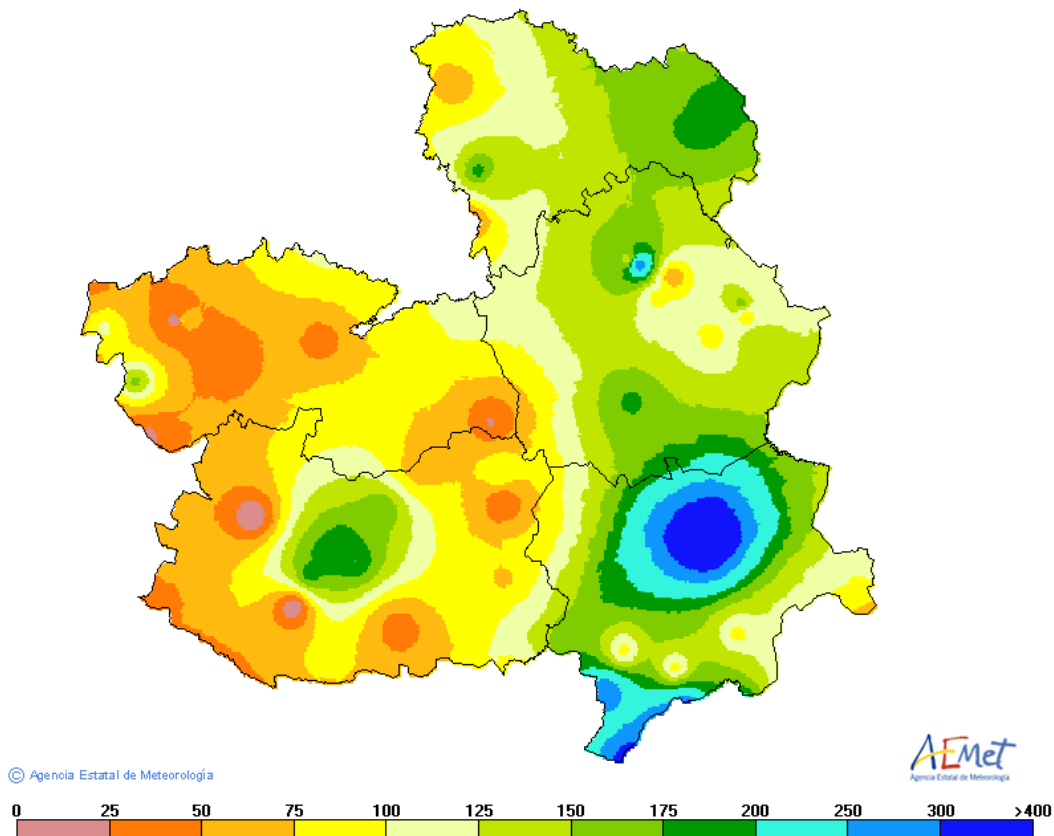 © Agencia Estatal de Meteorología
AEMet
Agencia Estatal de Meteorología
0 25 50 75 100 125 150 175 200 250 300 >400